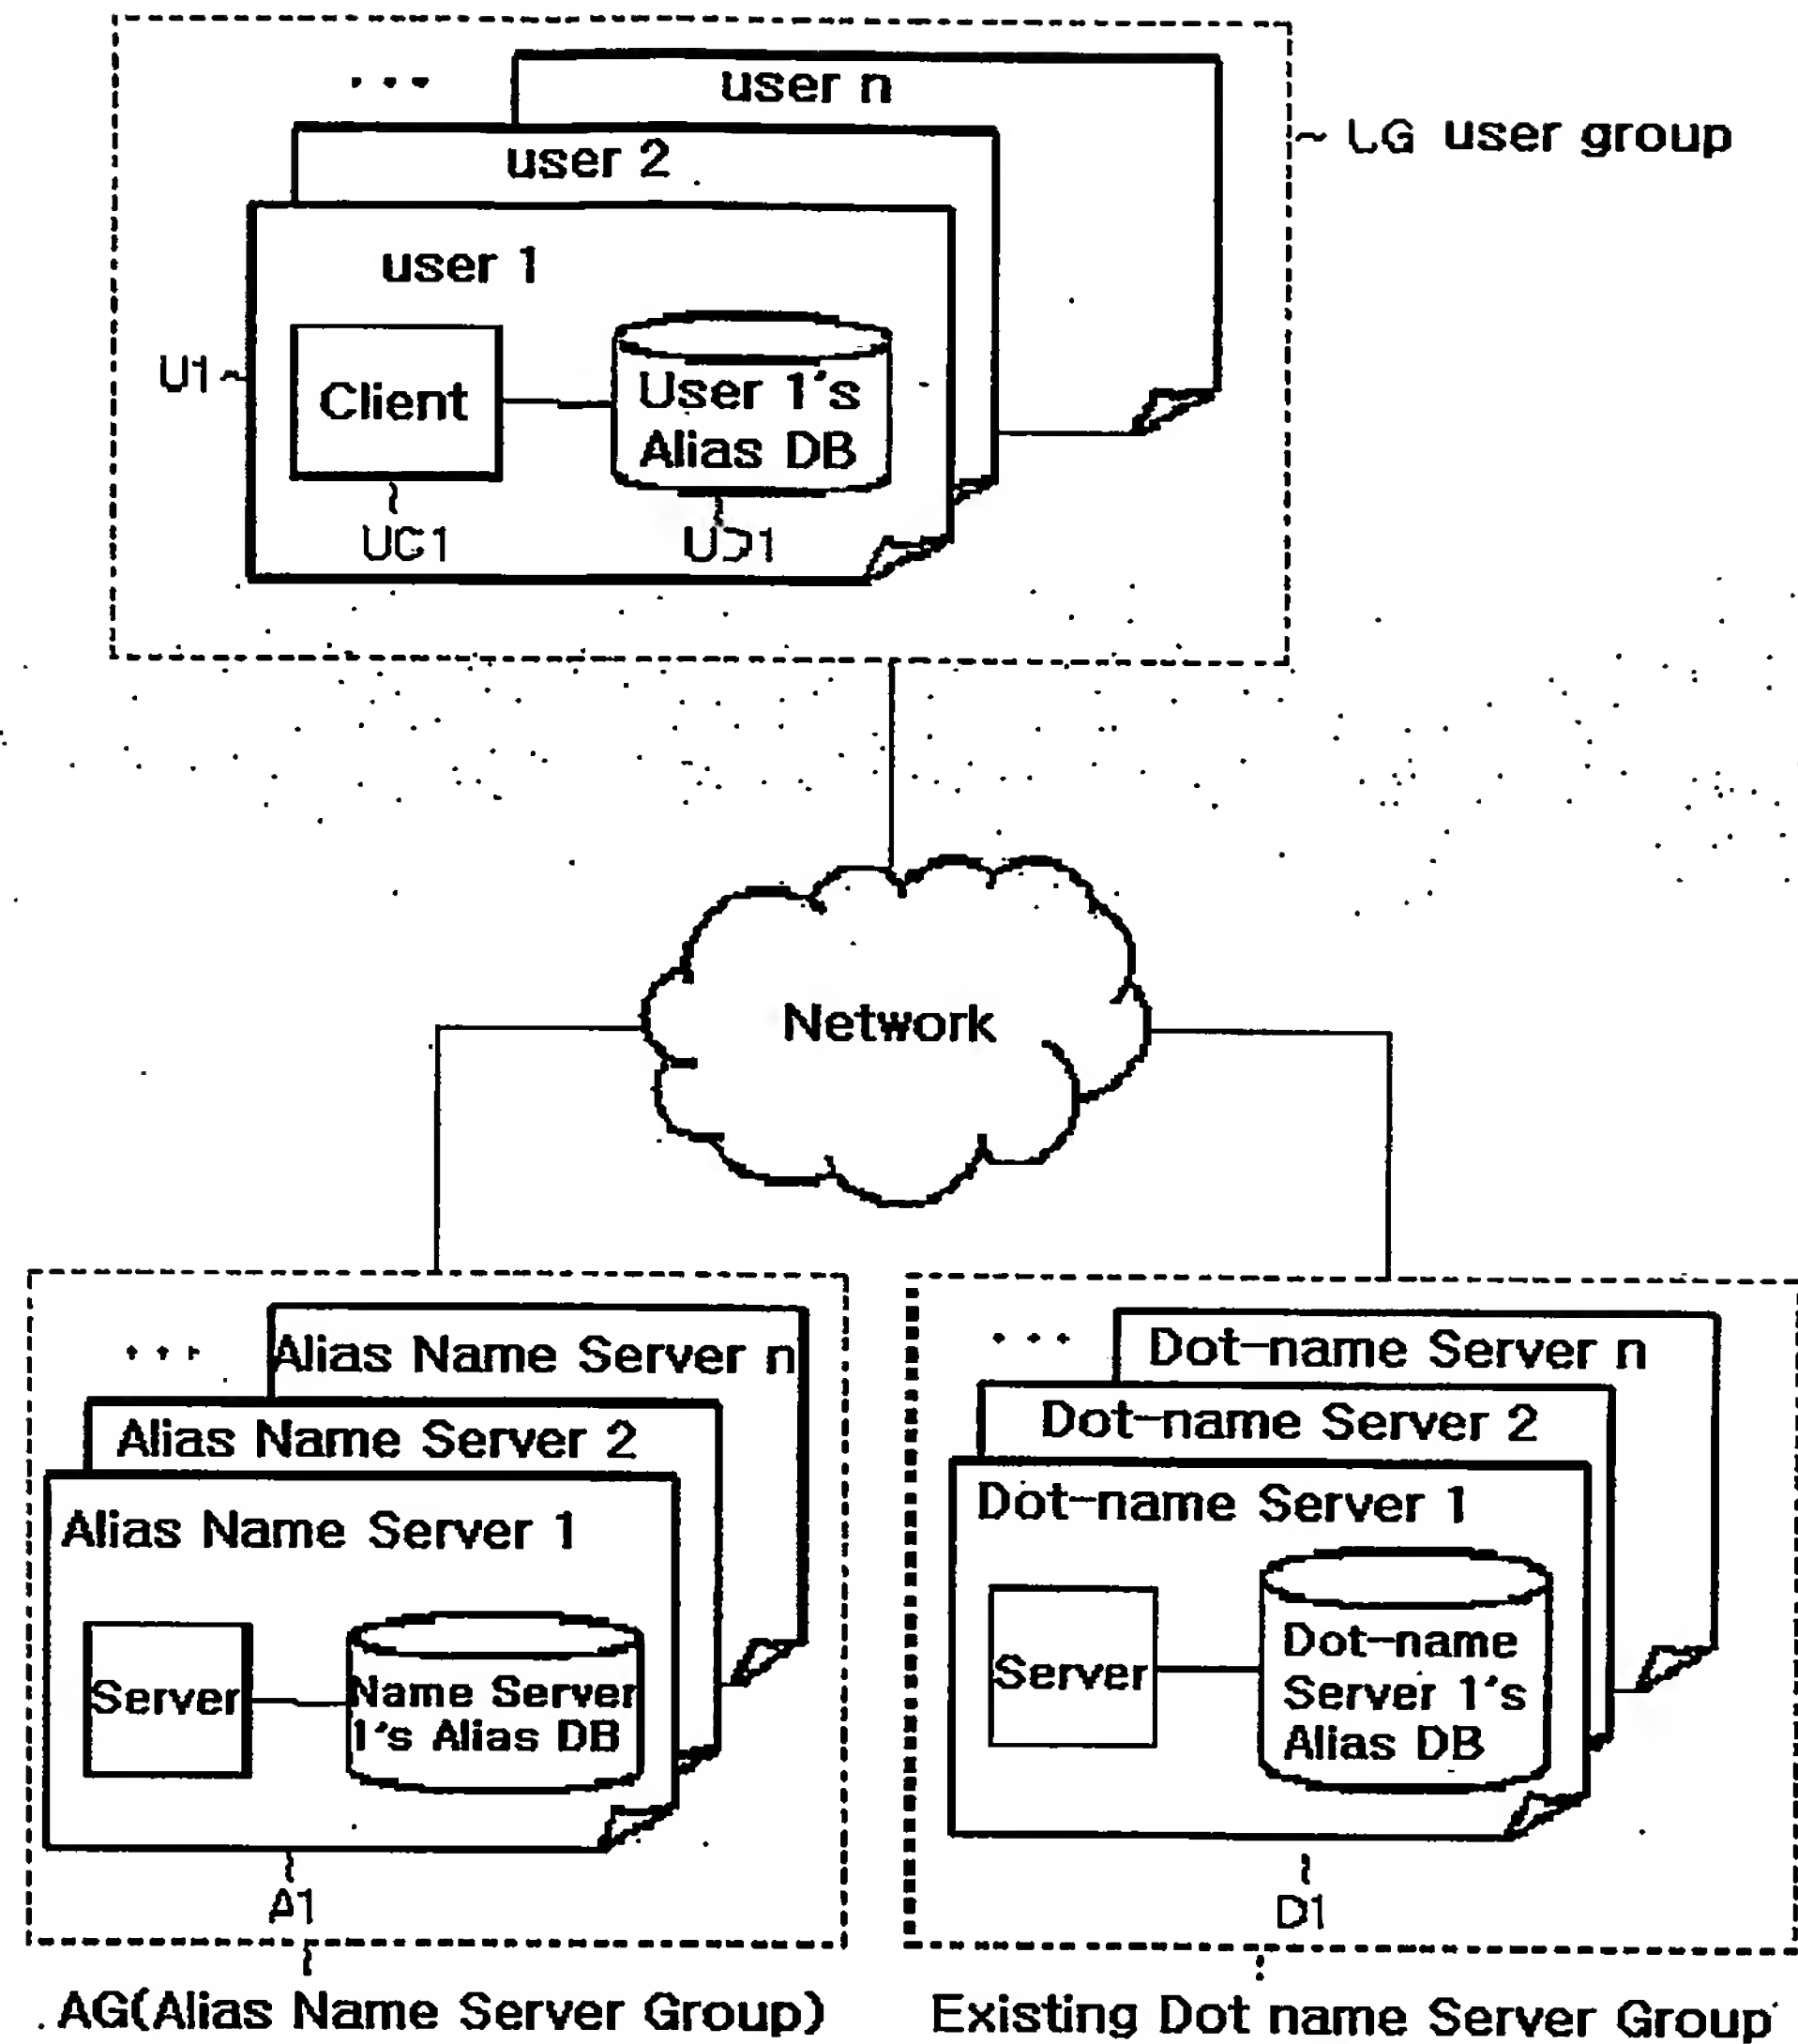 ...
user n
user 2
UG user group
user 1
U1
Client
User 1's
Alias DB
UC1
UD1
Network
...
Alias Name Server n
Alias Name Server 2
Alias Name Server 1
Server
Name Server
1's Alias DB
A1
AG(Alias Name Server Group)
...
Dot-name Server n
Dot-name Server 2
Dot-name Server 1
Server
Dot-name
Server 1's
Alias DB
D1
Existing Dot name Server Group